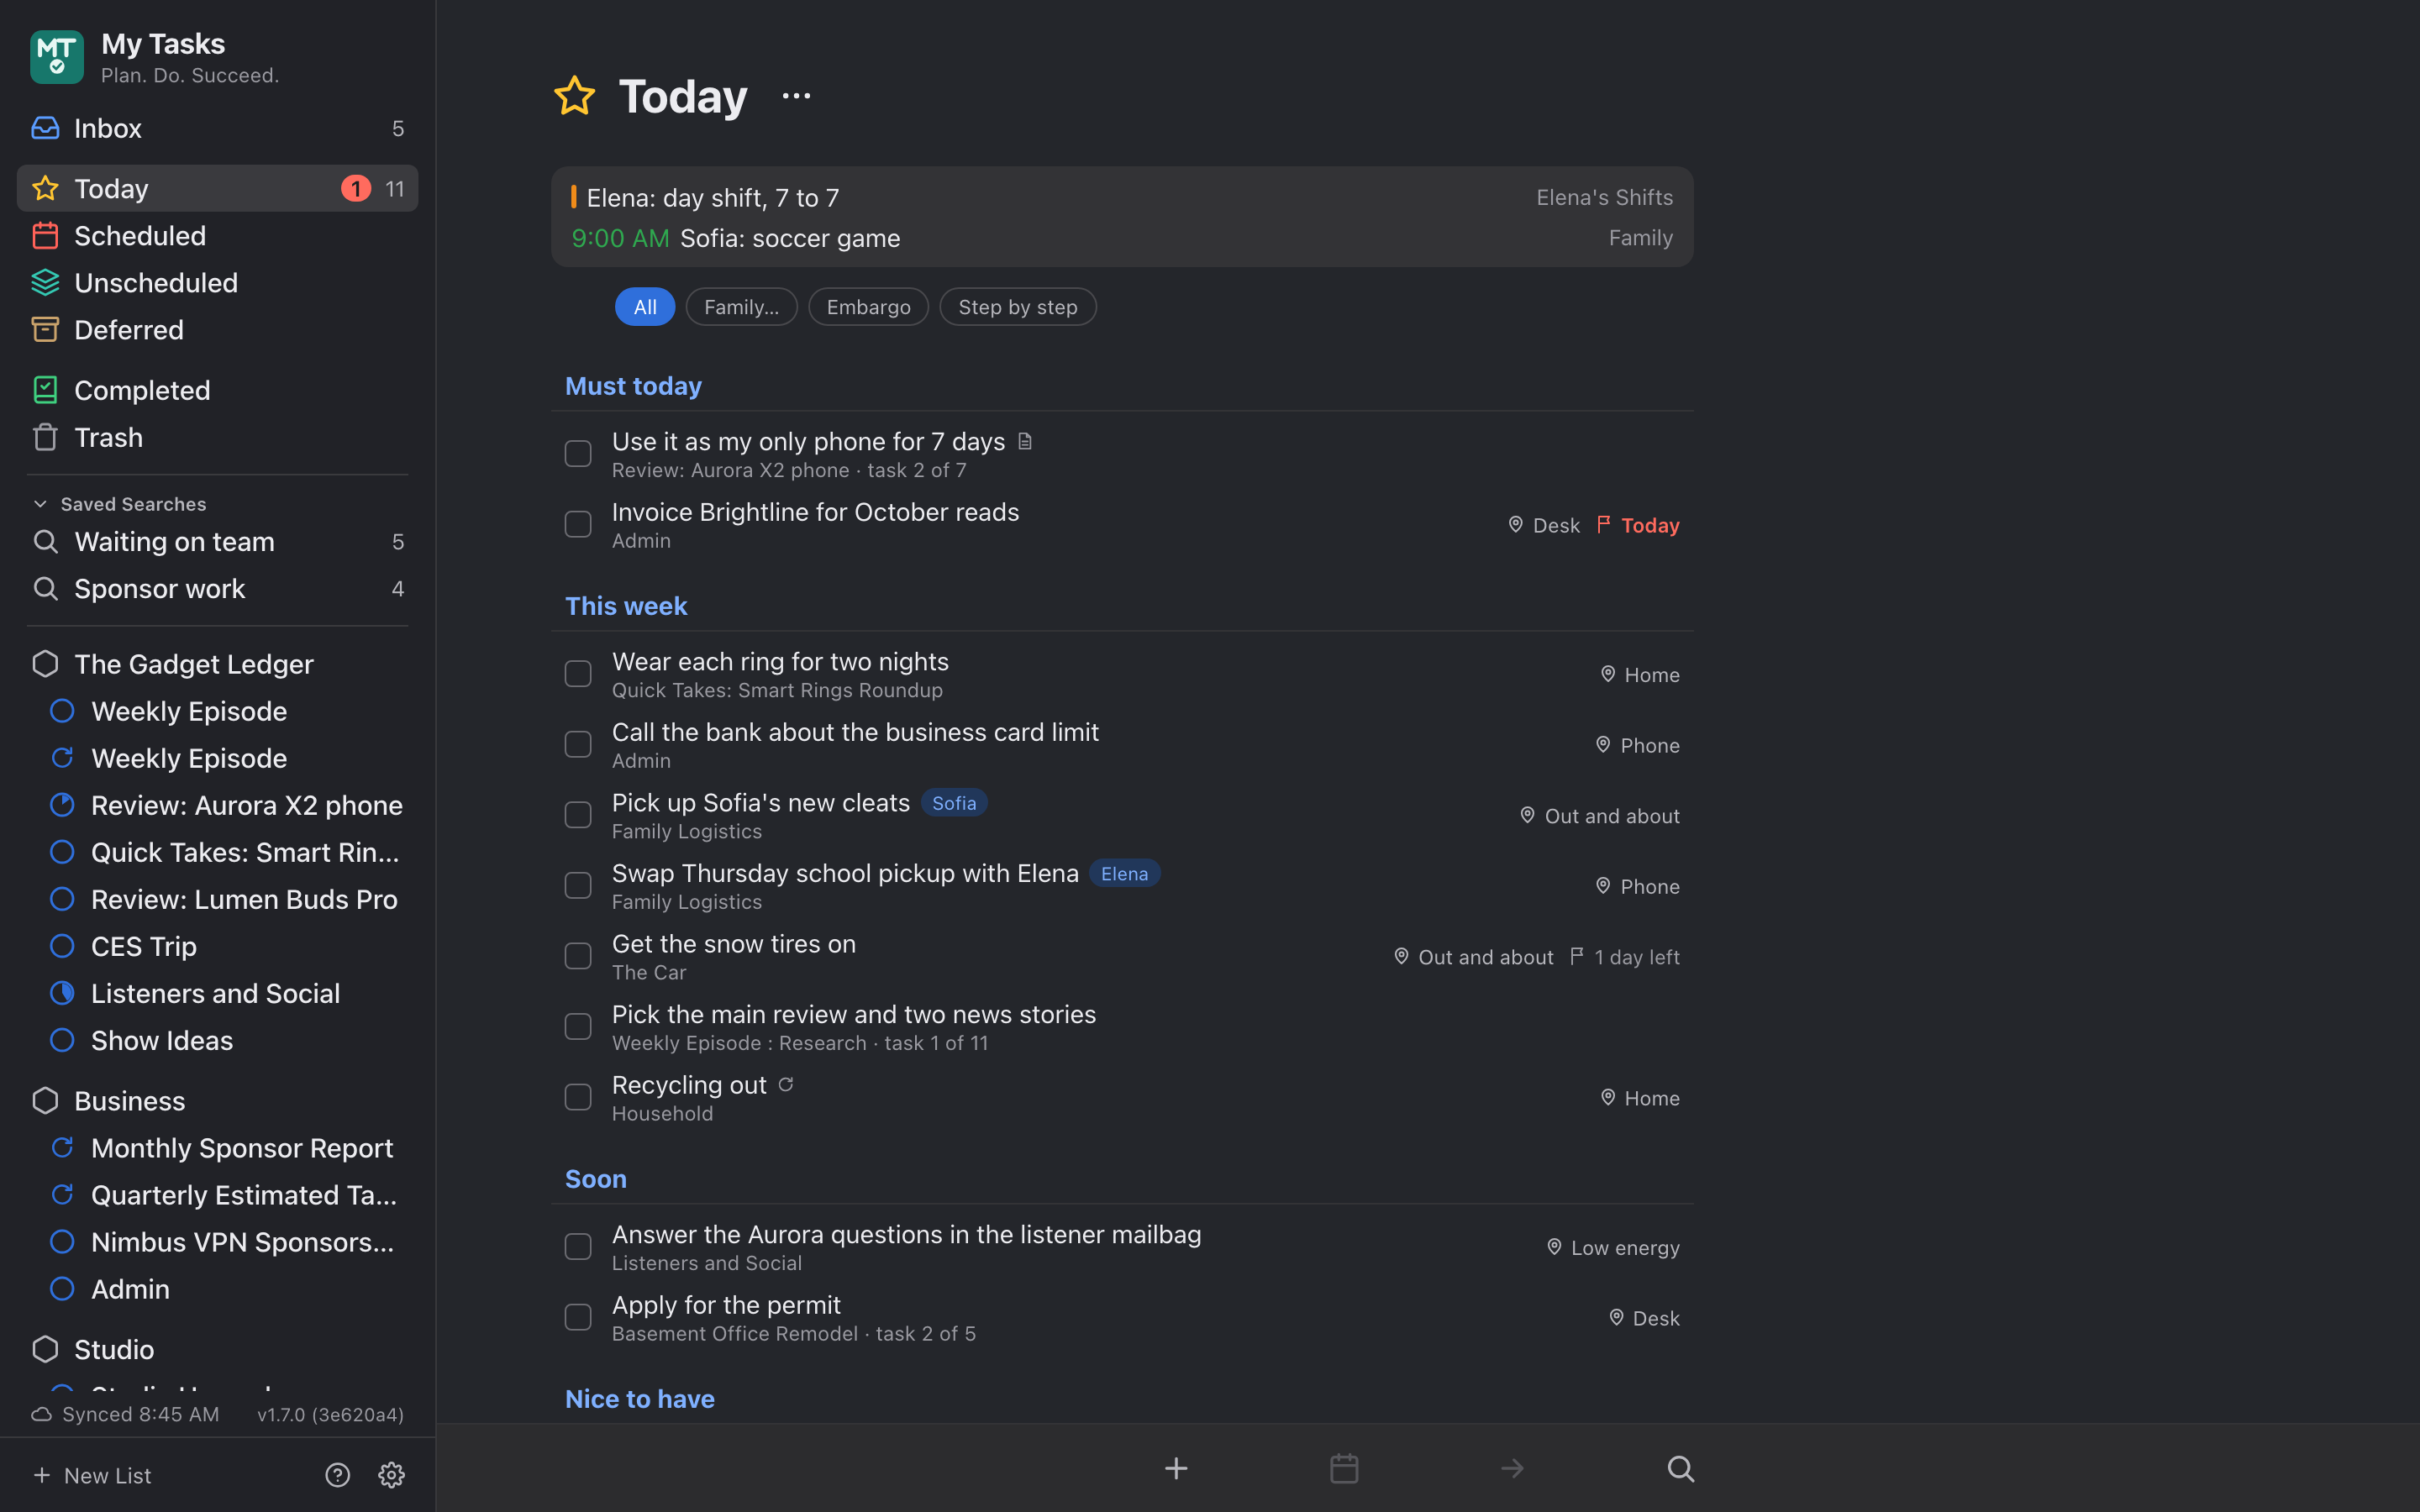 MT
My Tasks
Plan. Do. Succeed.
Inbox 5
Today 1 11
Scheduled
Unscheduled
Deferred
Completed
Trash
Saved Searches
Waiting on team 5
Sponsor work 4
The Gadget Ledger
Weekly Episode
Weekly Episode
Review: Aurora X2 phone
Quick Takes: Smart Rin...
Review: Lumen Buds Pro
CES Trip
Listeners and Social
Show Ideas
Business
Monthly Sponsor Report
Quarterly Estimated Ta...
Nimbus VPN Sponsors...
Admin
Studio
Synced 8:45 AM v1.7.0 (3e620a4)
New List
Today
Elena: day shift, 7 to 7 Elena's Shifts
9:00 AM Sofia: soccer game Family
All Family... Embargo Step by step
Must today
Use it as my only phone for 7 days
Review: Aurora X2 phone · task 2 of 7
Invoice Brightline for October reads
Admin
Desk Today
This week
Wear each ring for two nights
Quick Takes: Smart Rings Roundup
Home
Call the bank about the business card limit
Admin
Phone
Pick up Sofia's new cleats Sofia
Family Logistics
Out and about
Swap Thursday school pickup with Elena Elena
Family Logistics
Phone
Get the snow tires on
The Car
Out and about 1 day left
Pick the main review and two news stories
Weekly Episode : Research · task 1 of 11
Recycling out
Household
Home
Soon
Answer the Aurora questions in the listener mailbag
Listeners and Social
Low energy
Apply for the permit
Basement Office Remodel · task 2 of 5
Desk
Nice to have